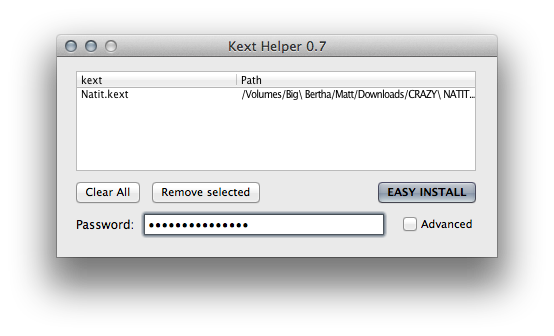 Kext Helper 0.7
kext Path
Natit.kext /Volumes/Big\ Bertha/Matt/Downloads/CRAZY\ NATIT...
Clear All Remove selected EASY INSTALL
Password: ••••••••••••••• Advanced